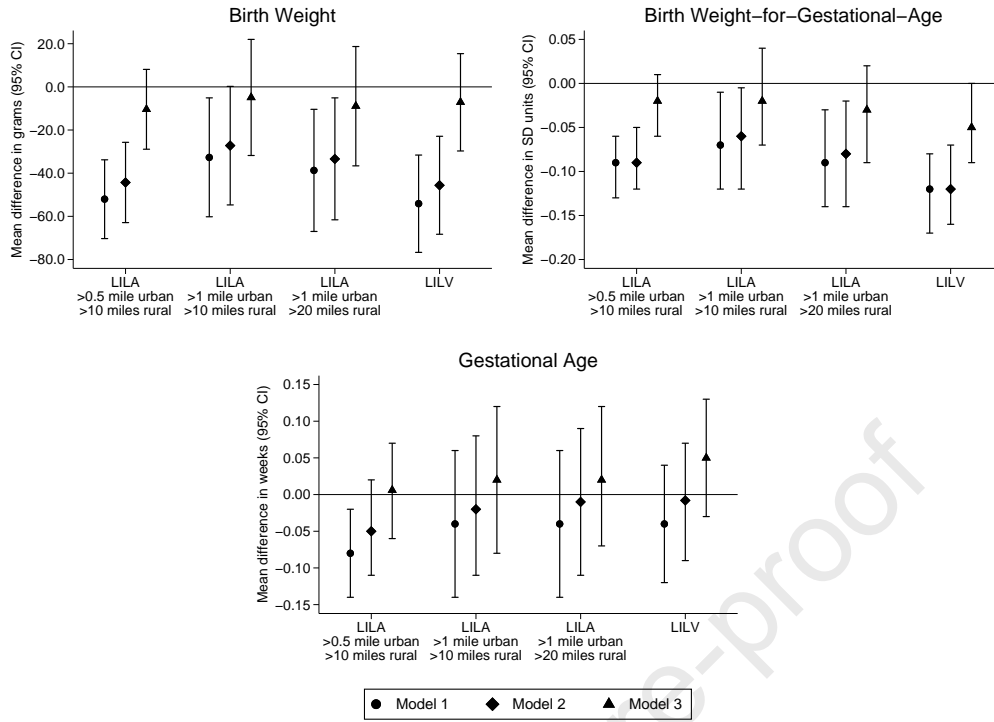 Birth Weight
Mean difference in grams (95% CI)
20.0
0.0
−20.0
−40.0
−60.0
−80.0
LILA
>0.5 mile urban
>10 miles rural
LILA
>1 mile urban
>10 miles rural
LILA
>1 mile urban
>20 miles rural
LILV
Birth Weight−for−Gestational−Age
Mean difference in SD units (95% CI)
0.05
0.00
−0.05
−0.10
−0.15
−0.20
LILA
>0.5 mile urban
>10 miles rural
LILA
>1 mile urban
>10 miles rural
LILA
>1 mile urban
>20 miles rural
LILV
Gestational Age
Mean difference in weeks (95% CI)
0.15
0.10
0.05
0.00
−0.05
−0.10
−0.15
LILA
>0.5 mile urban
>10 miles rural
LILA
>1 mile urban
>10 miles rural
LILA
>1 mile urban
>20 miles rural
LILV
Model 1 Model 2 Model 3
re-proof